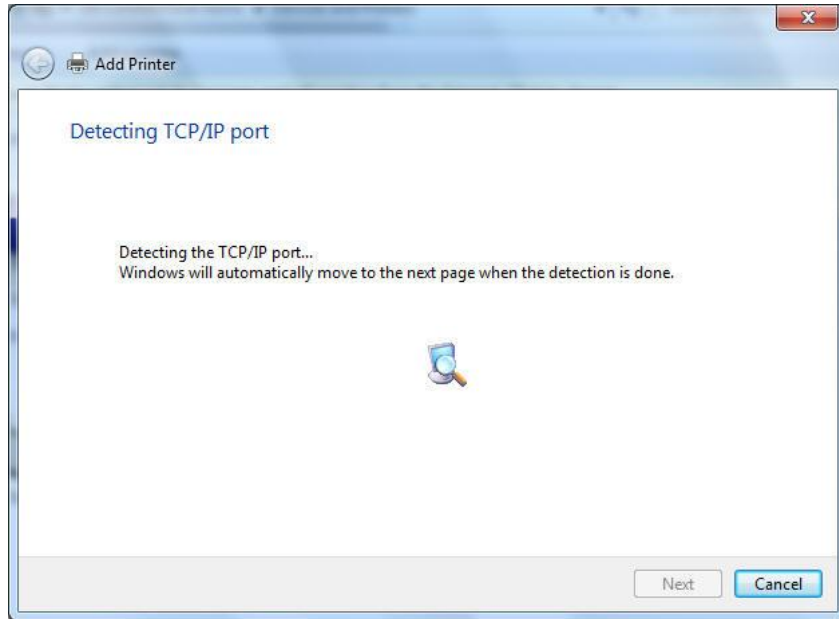 Add Printer
Detecting TCP/IP port
Detecting the TCP/IP port...
Windows will automatically move to the next page when the detection is done.
Next
Cancel